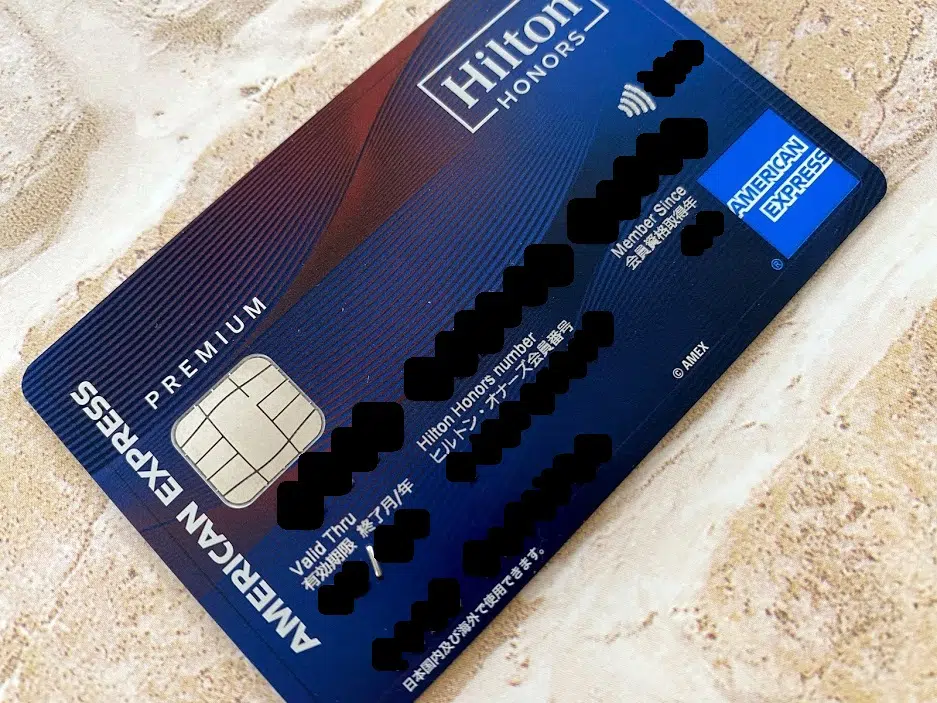 Hilton
HONORS
AMERICAN
EXPRESS
®
PREMIUM
AMERICAN EXPRESS
Member Since
会員資格取得年
Hilton Honors number
ヒルトン・オナーズ会員番号
Valid Thru
有効期限 終了月/年
/
© AMEX
日本国内及び海外で使用できます。